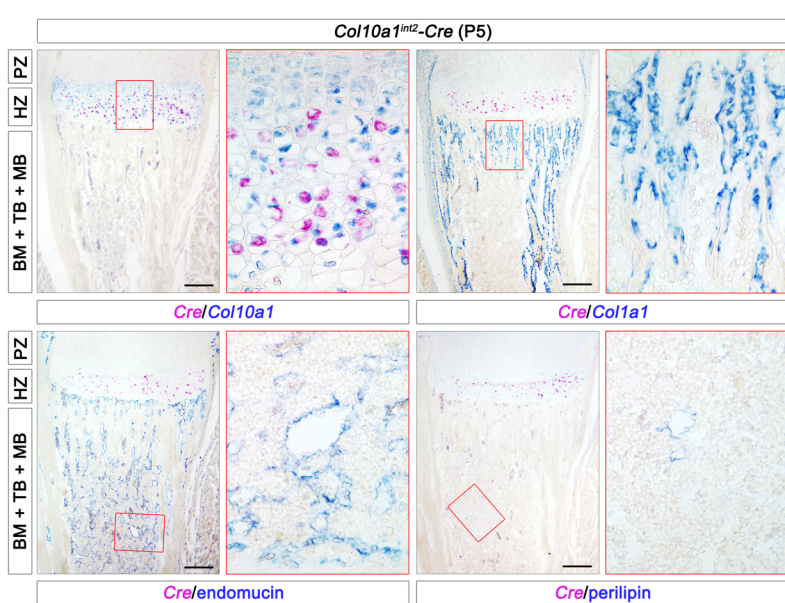 Col10a1int2-Cre (P5)
PZ
HZ
BM + TB + MB
Cre/Col10a1
Cre/Col1a1
PZ
HZ
BM + TB + MB
Cre/endomucin
Cre/perilipin